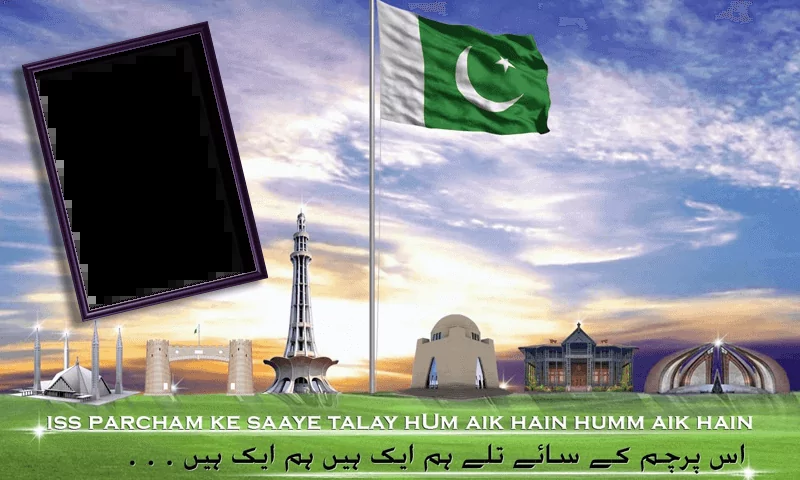 ISS PARCHAM KE SAAYE TALAY HUM AIK HAIN HUMM AIK HAIN
اس پرچم کے سائے تلے ہم ایک ہیں ہم ایک ہیں . . .